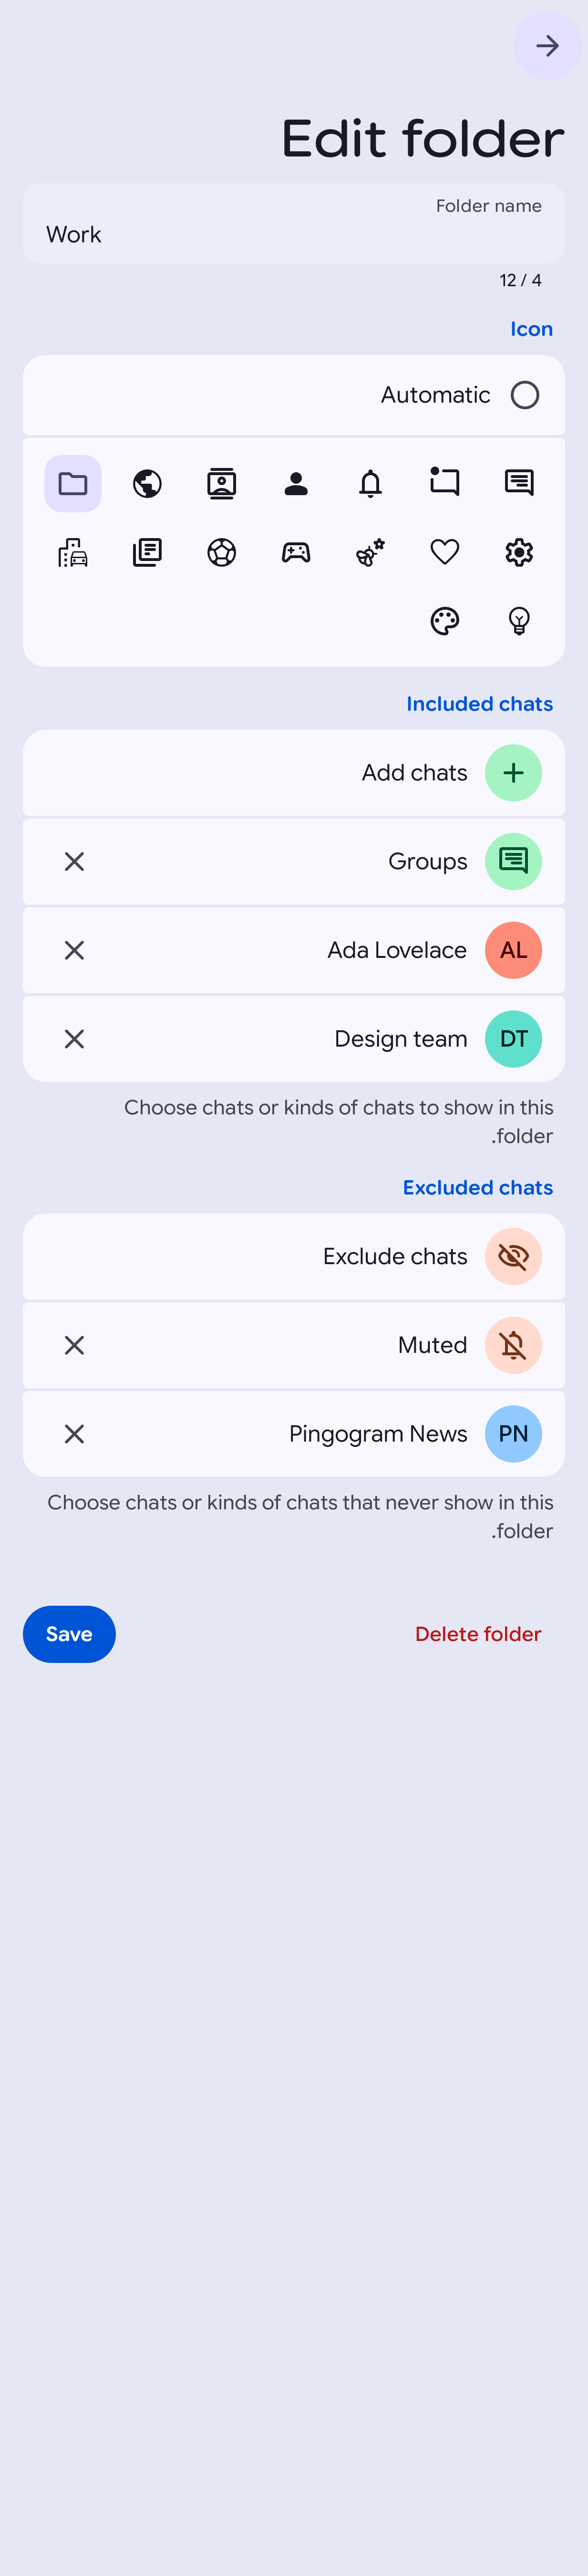 Edit folder
Folder name
Work
12 / 4
Icon
Automatic
Included chats
Add chats
Groups
Ada Lovelace
AL
Design team
DT
Choose chats or kinds of chats to show in this
.folder
Excluded chats
Exclude chats
Muted
Pingogram News
PN
Choose chats or kinds of chats that never show in this
.folder
Delete folder
Save